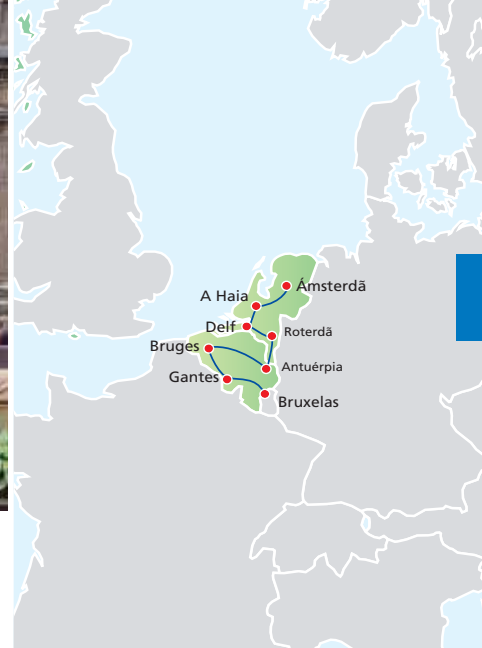 Ámsterdã
A Haia
Delf
Roterdã
Bruges
Antuérpia
Gantes
Bruxelas